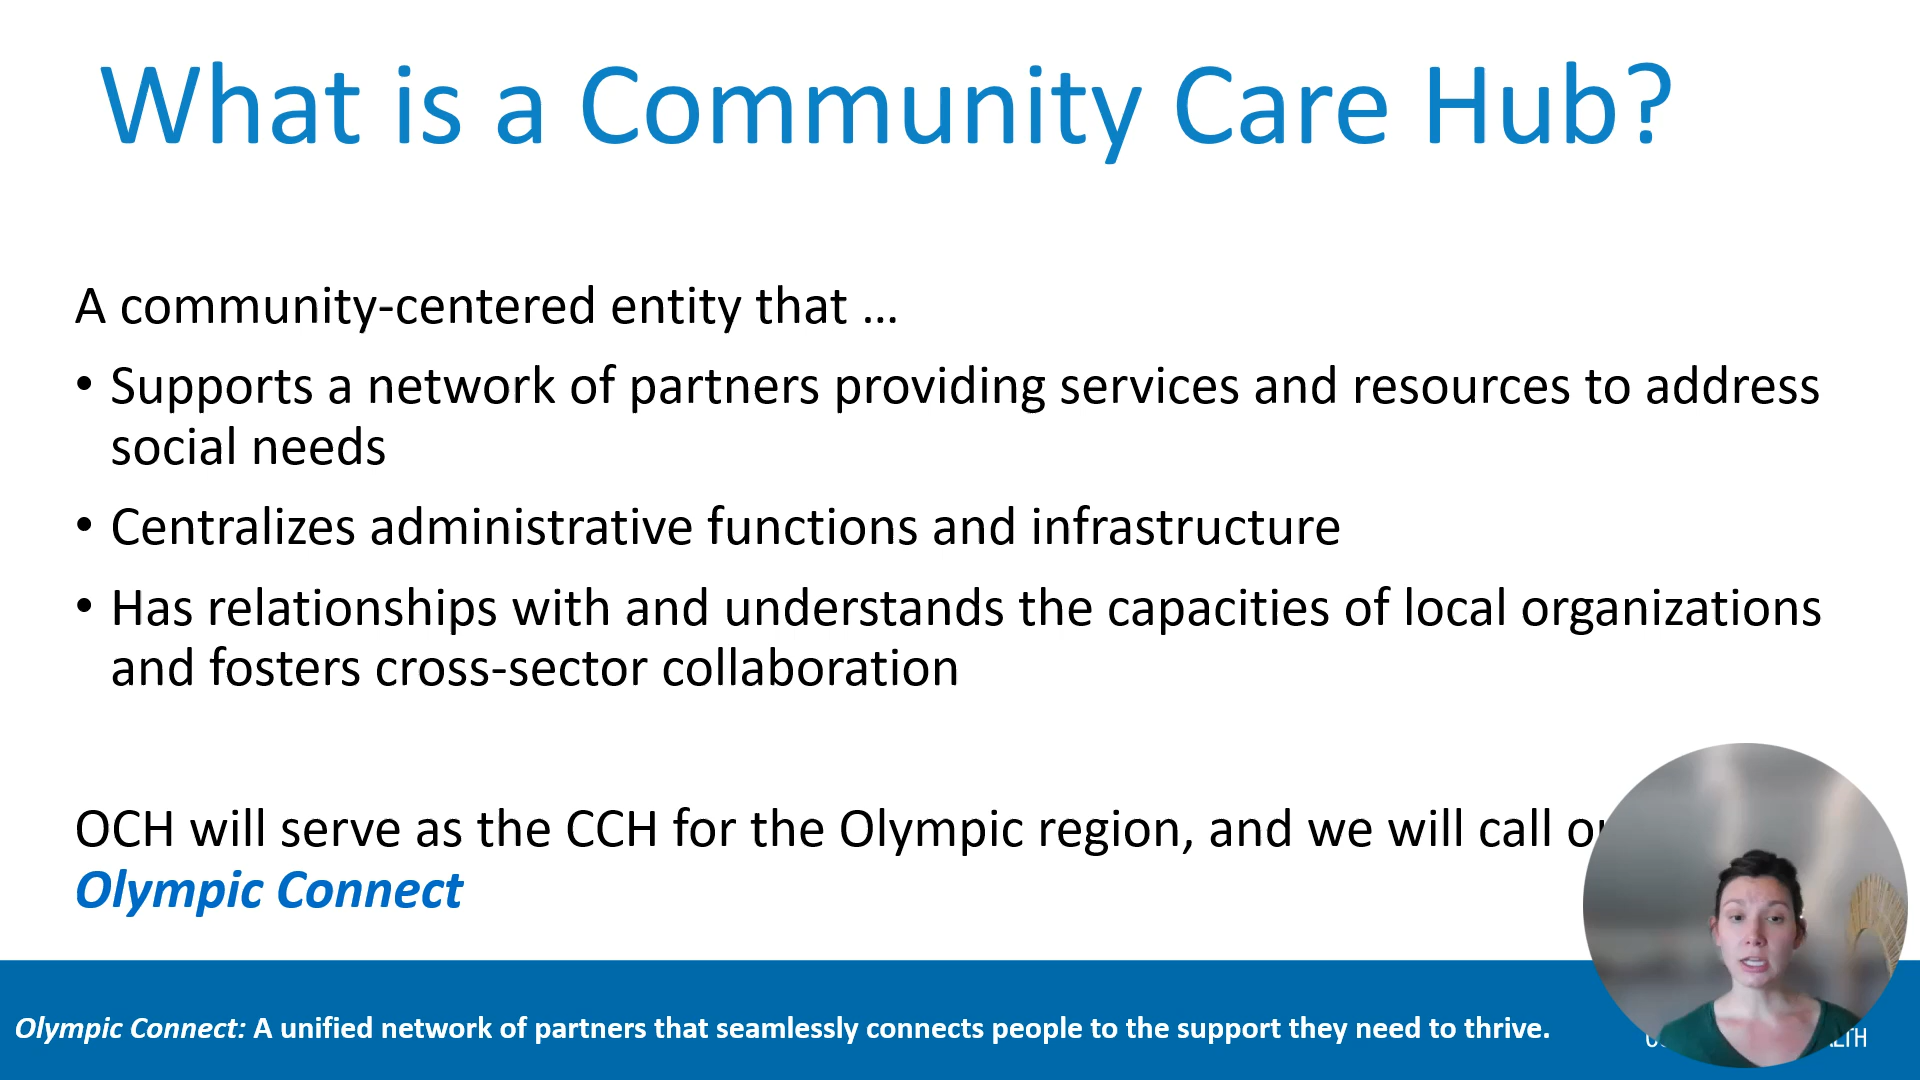 What is a Community Care Hub?
A community-centered entity that ...
• Supports a network of partners providing services and resources to address
social needs
• Centralizes administrative functions and infrastructure
• Has relationships with and understands the capacities of local organizations
and fosters cross-sector collaboration
OCH will serve as the CCH for the Olympic region, and we will call
Olympic Connect
Olympic Connect: A unified network of partners that seamlessly connects people to the support they need to thrive.